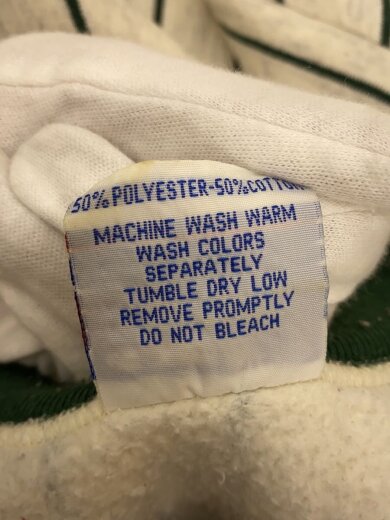 50% POLYESTER-50% COTTON
MACHINE WASH WARM
WASH COLORS
SEPARATELY
TUMBLE DRY LOW
REMOVE PROMPTLY
DO NOT BLEACH